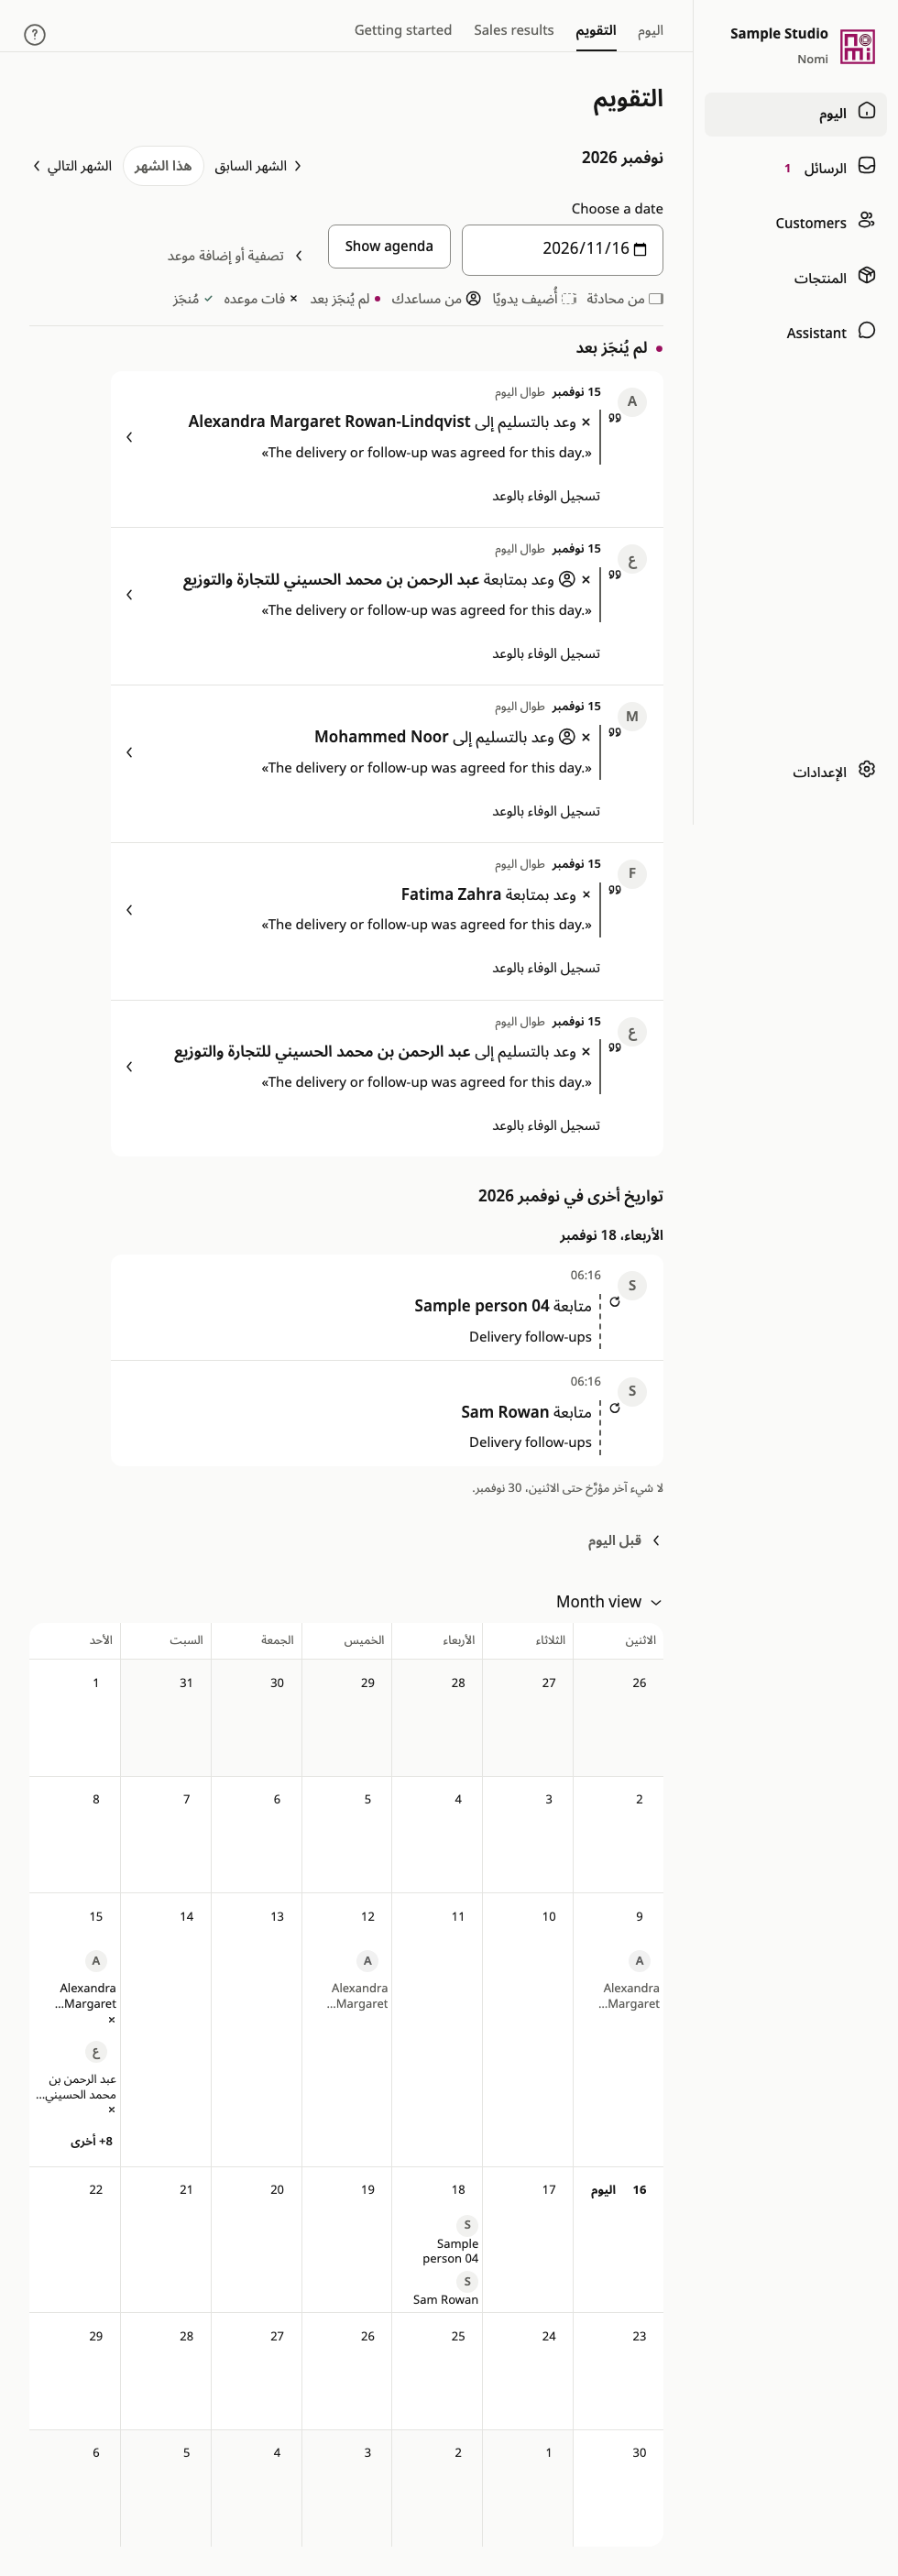 Sample Studio
Nomi
اليوم
الرسائل 1
Customers
المنتجات
Assistant
الإعدادات
اليوم
التقويم
Sales results
Getting started
التقويم
نوفمبر 2026
الشهر السابق
هذا الشهر
الشهر التالي
Choose a date
2026/11/16
Show agenda
تصفية أو إضافة موعد
من محادثة
أُضيف يدويًا
من مساعدك
لم يُنجَز بعد
فات موعده
مُنجَز
لم يُنجَز بعد
A
15 نوفمبر طوال اليوم
وعد بالتسليم إلى Alexandra Margaret Rowan-Lindqvist
«The delivery or follow-up was agreed for this day.»
تسجيل الوفاء بالوعد
ع
15 نوفمبر طوال اليوم
وعد بمتابعة عبد الرحمن بن محمد الحسيني للتجارة والتوزيع
«The delivery or follow-up was agreed for this day.»
تسجيل الوفاء بالوعد
M
15 نوفمبر طوال اليوم
وعد بالتسليم إلى Mohammed Noor
«The delivery or follow-up was agreed for this day.»
تسجيل الوفاء بالوعد
F
15 نوفمبر طوال اليوم
وعد بمتابعة Fatima Zahra
«The delivery or follow-up was agreed for this day.»
تسجيل الوفاء بالوعد
ع
15 نوفمبر طوال اليوم
وعد بالتسليم إلى عبد الرحمن بن محمد الحسيني للتجارة والتوزيع
«The delivery or follow-up was agreed for this day.»
تسجيل الوفاء بالوعد
تواريخ أخرى في نوفمبر 2026
الأربعاء، 18 نوفمبر
S
06:16
متابعة Sample person 04
Delivery follow-ups
S
06:16
متابعة Sam Rowan
Delivery follow-ups
لا شيء آخر مؤرَّخ حتى الاثنين، 30 نوفمبر.
قبل اليوم
Month view
الاثنين الثلاثاء الأربعاء الخميس الجمعة السبت الأحد
26 27 28 29 30 31 1
2 3 4 5 6 7 8
9 10 11 12 13 14 15
A
Alexandra
Margaret…
A
Alexandra
Margaret…
A
Alexandra
Margaret…
ع
عبد الرحمن بن
محمد الحسيني…
8+ أخرى
16 اليوم 17 18 19 20 21 22
S
Sample
person 04
S
Sam Rowan
23 24 25 26 27 28 29
30 1 2 3 4 5 6